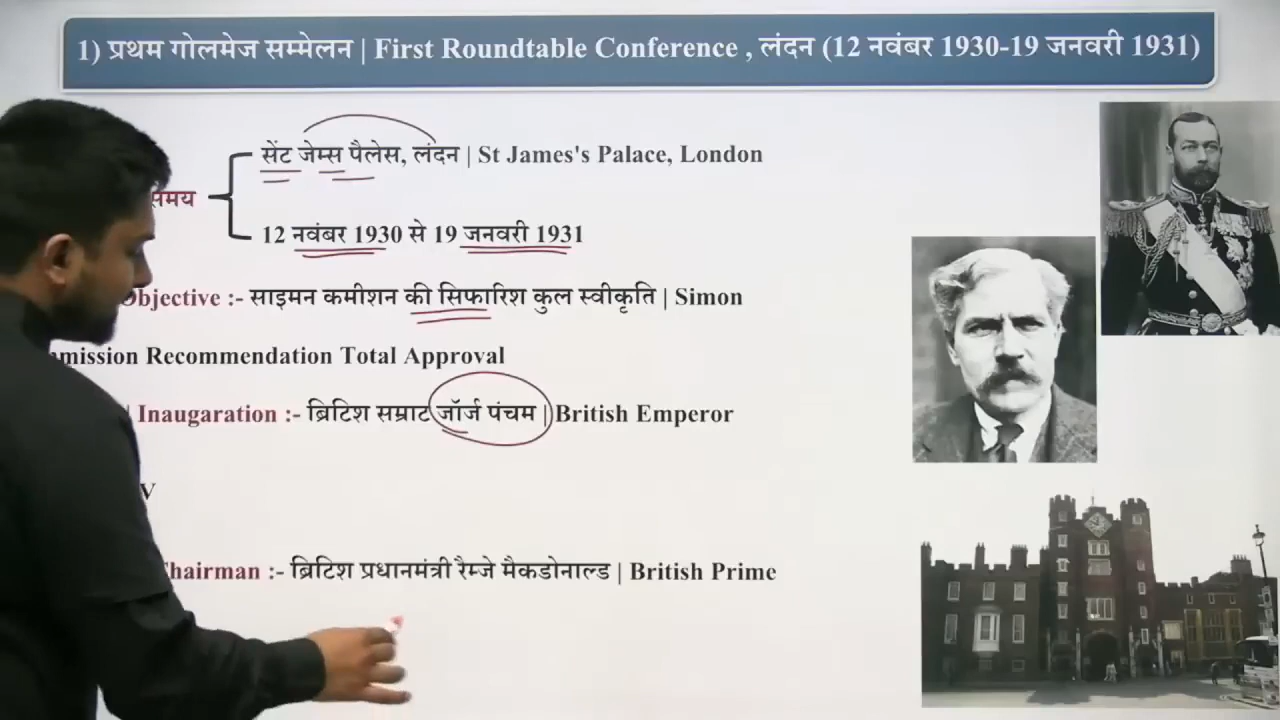 1) प्रथम गोलमेज सम्मेलन | First Roundtable Conference , लंदन (12 नवंबर 1930-19 जनवरी 1931)
सेंट जेम्स पैलेस, लंदन | St James's Palace, London
समय
12 नवंबर 1930 से 19 जनवरी 1931
Objective :- साइमन कमीशन की सिफारिश कुल स्वीकृति | Simon
mission Recommendation Total Approval
| Inaugaration :- ब्रिटिश सम्राट जॉर्ज पंचम | British Emperor
V
hairman :- ब्रिटिश प्रधानमंत्री रैम्जे मैकडोनाल्ड | British Prime